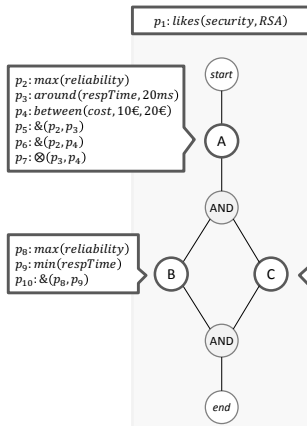 p₁: likes(security, RSA)
p₂: max(reliability)
p₃: around(respTime, 20ms)
p₄: between(cost, 10€, 20€)
p₅: &(p₂, p₃)
p₆: &(p₂, p₄)
p₇: ⊗(p₃, p₄)
start
A
AND
p₈: max(reliability)
p₉: min(respTime)
p₁₀: &(p₈, p₉)
B
C
AND
end